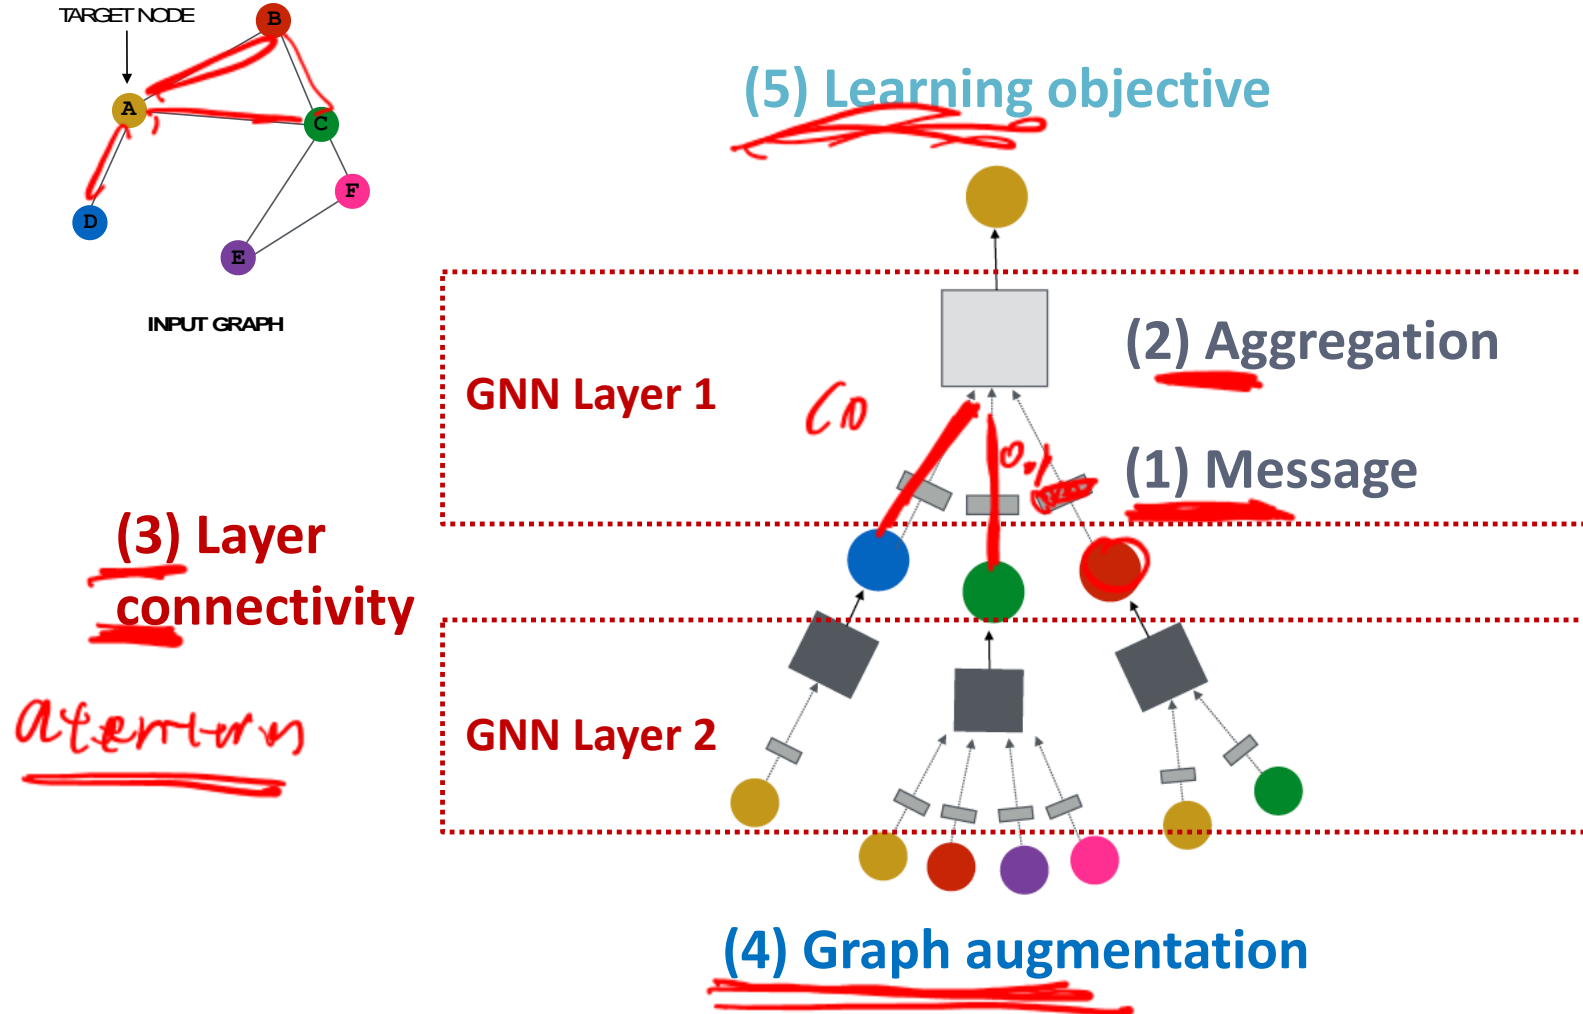 TARGET NODE
B
A
C
F
D
E
INPUT GRAPH
(5) Learning objective
GNN Layer 1
(2) Aggregation
(1) Message
(3) Layer
connectivity
GNN Layer 2
(4) Graph augmentation